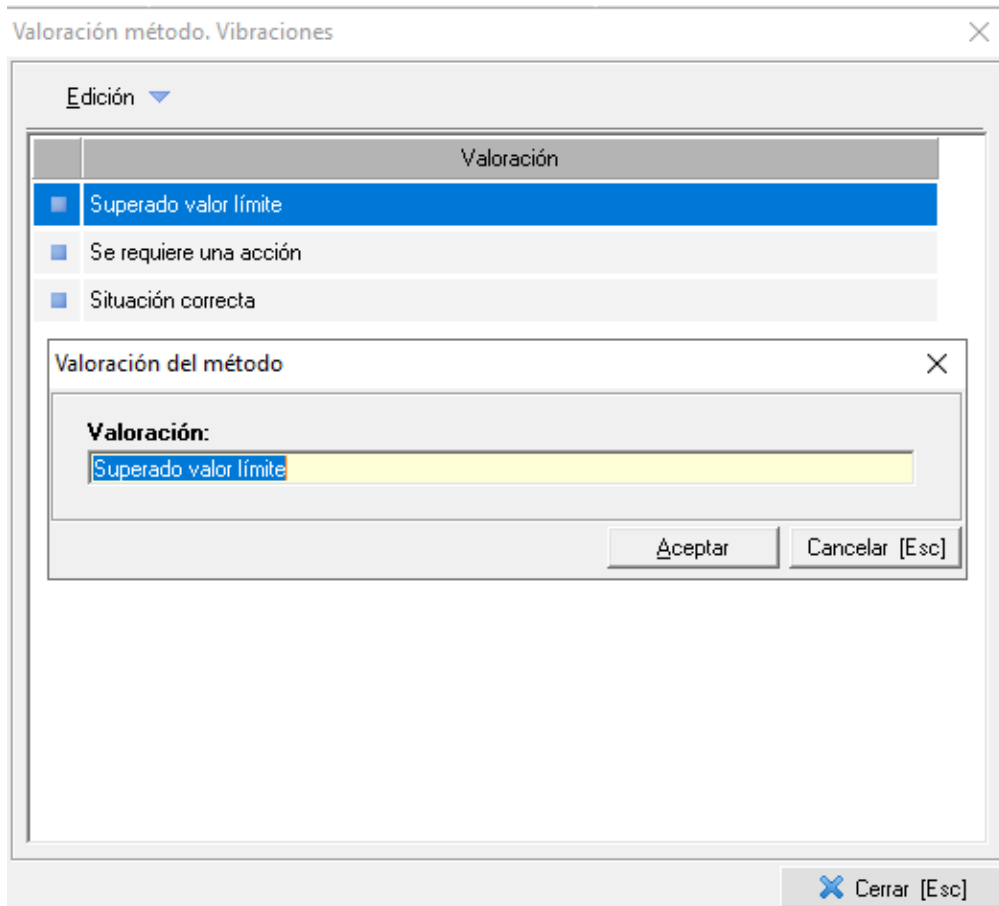 Valoración método. Vibraciones
Edición
Valoración
Superado valor límite
Se requiere una acción
Situación correcta
Valoración del método
Valoración:
Superado valor límite
Aceptar
Cancelar [Esc]
Cerrar [Esc]